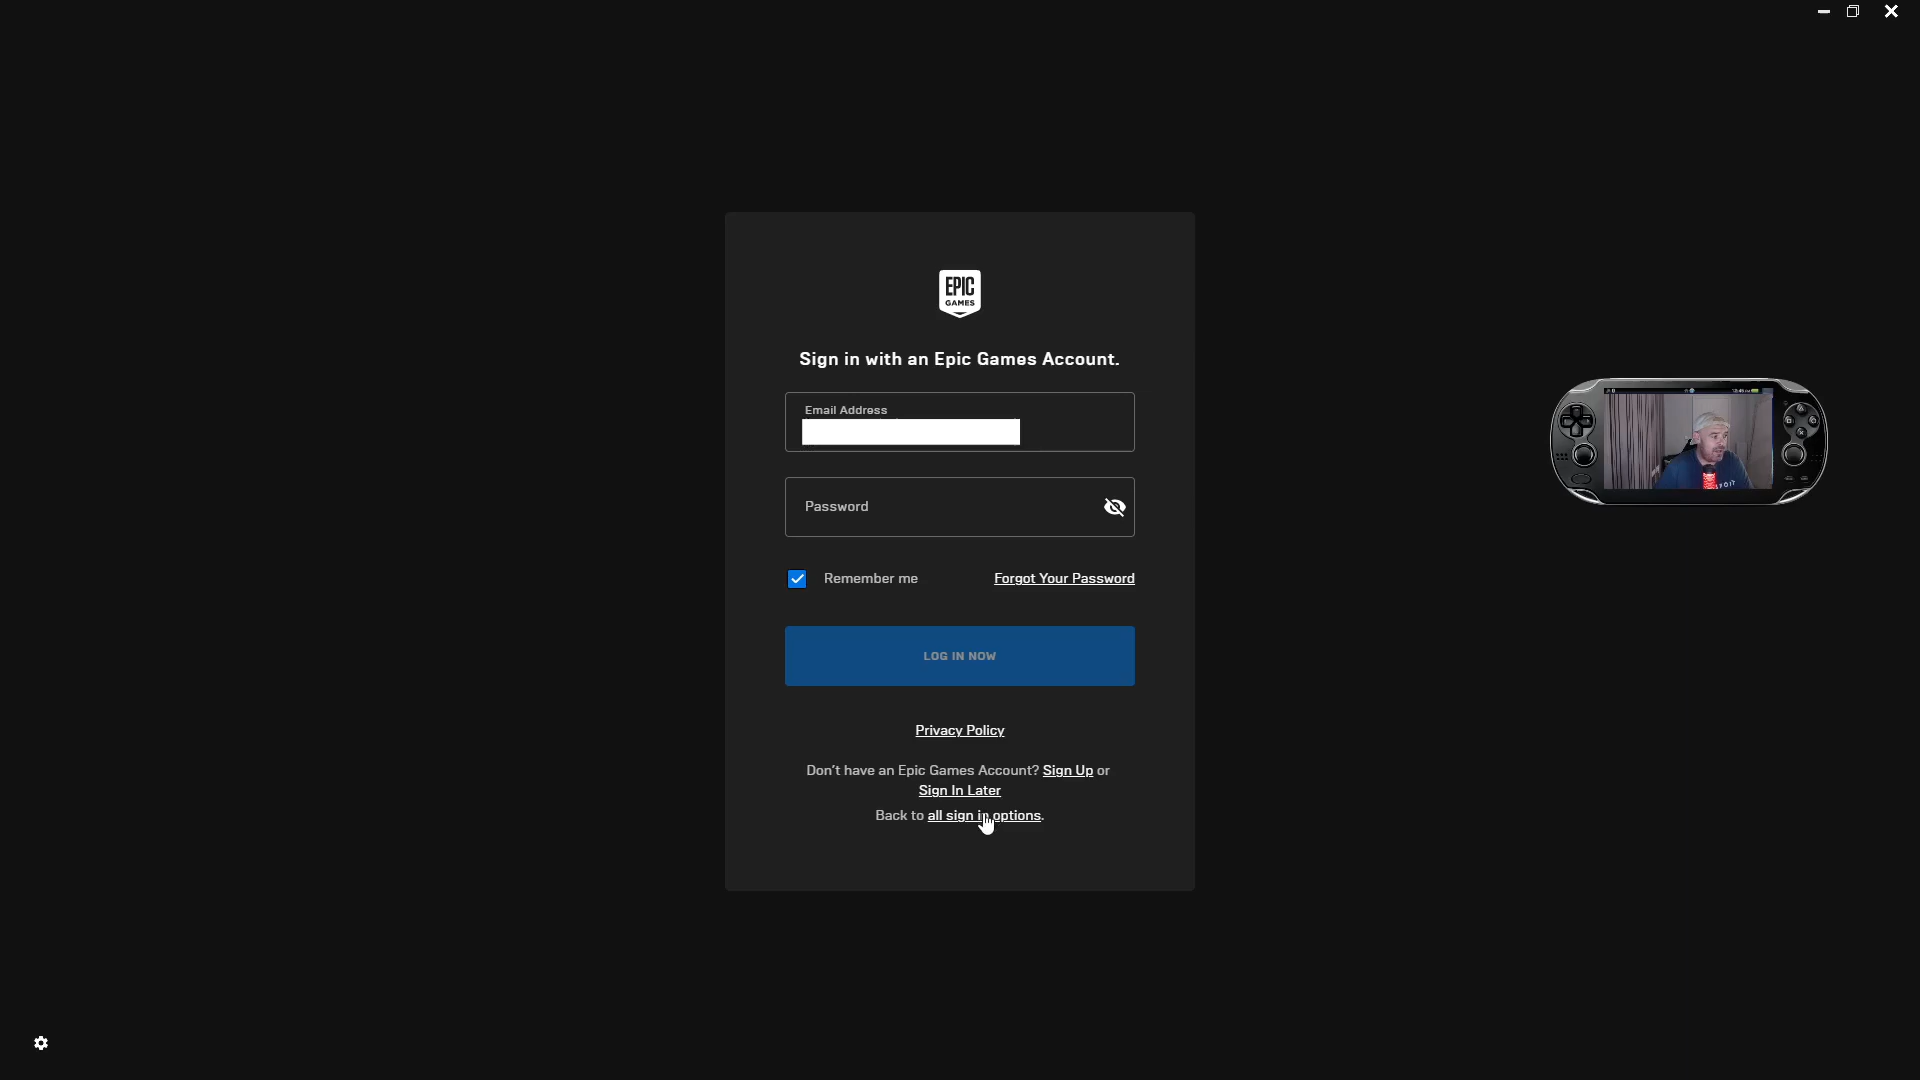 EPIC
GAMES
Sign in with an Epic Games Account.
Email Address
Password
Remember me
Forgot Your Password
LOG IN NOW
Privacy Policy
Don't have an Epic Games Account? Sign Up or
Sign In Later
Back to all sign in options.